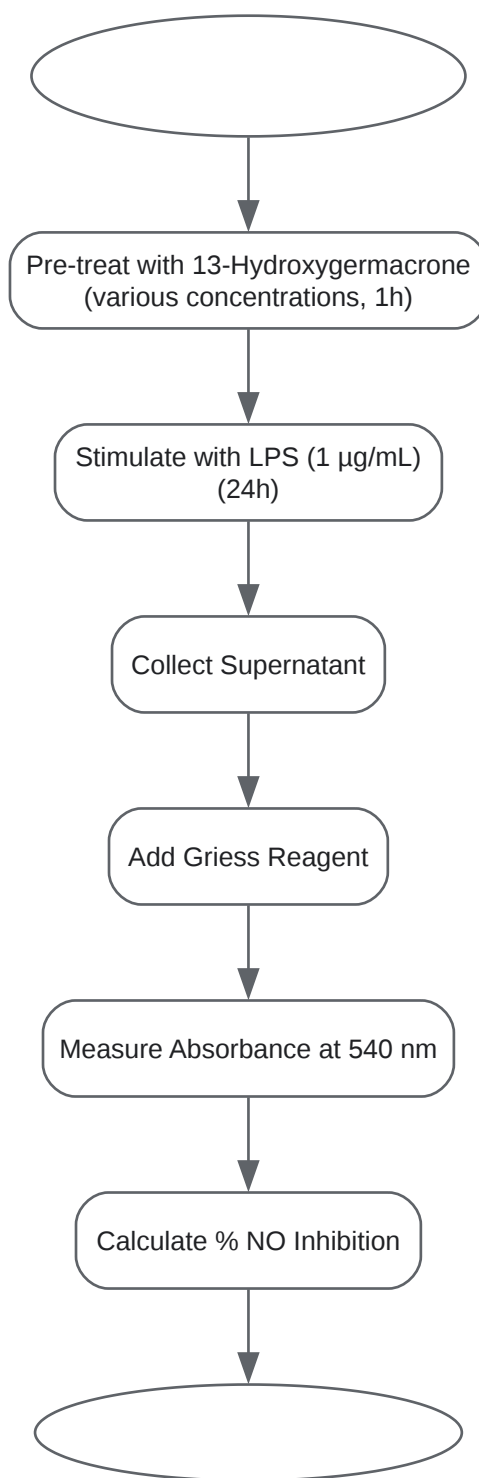 Pre-treat with 13-Hydroxygermacrone
(various concentrations, 1h)
Stimulate with LPS (1 µg/mL)
(24h)
Collect Supernatant
Add Griess Reagent
Measure Absorbance at 540 nm
Calculate % NO Inhibition